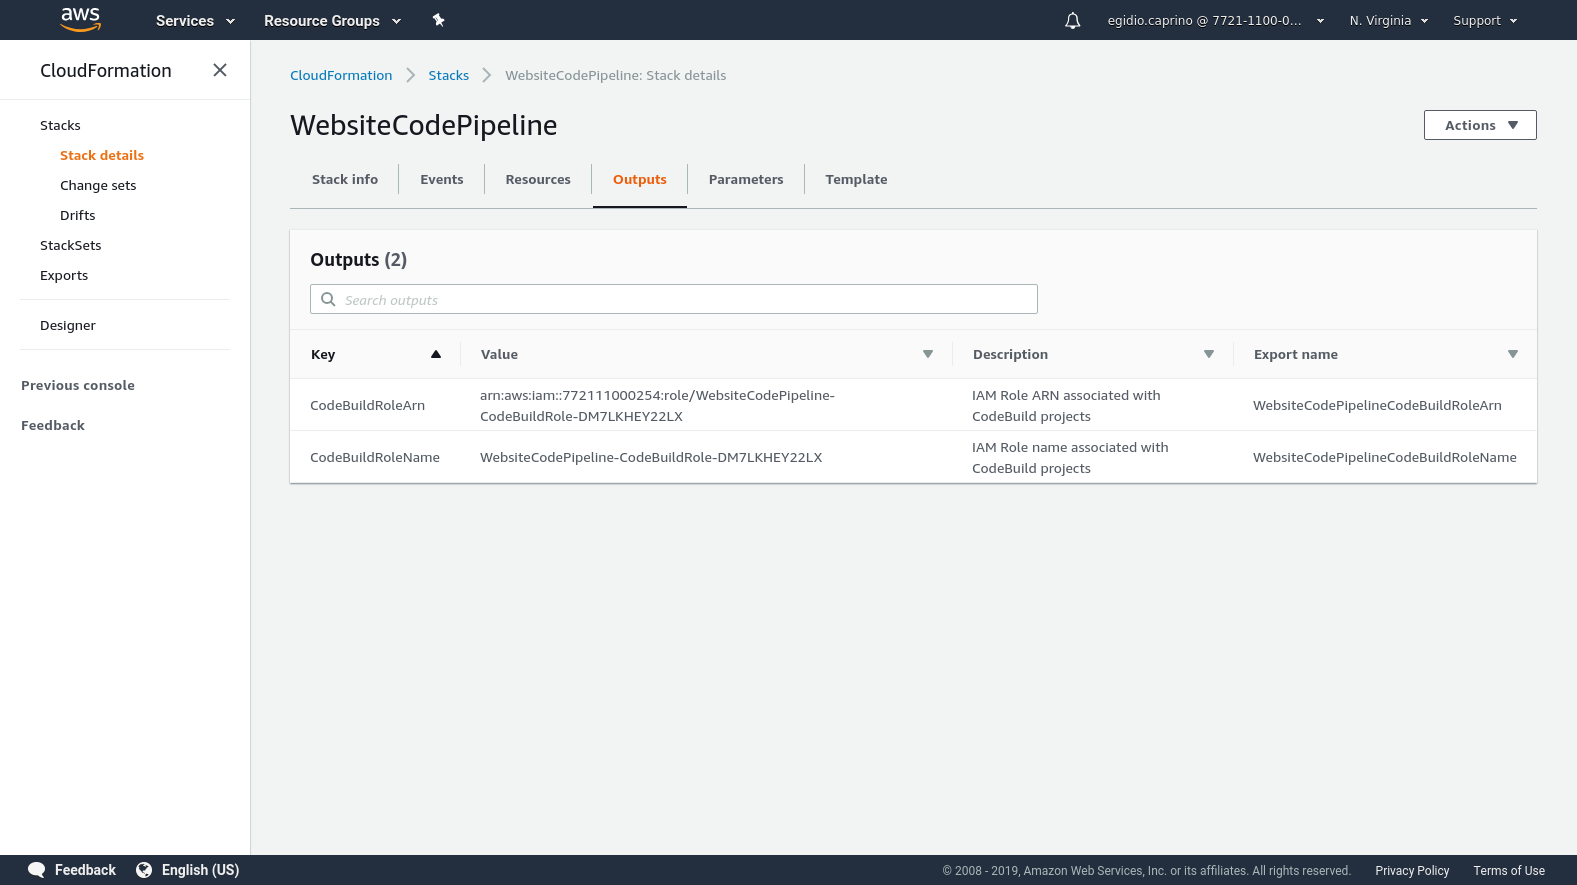 aws Services Resource Groups egidio.caprino @ 7721-1100-0... N. Virginia Support
CloudFormation
Stacks
Stack details
Change sets
Drifts
StackSets
Exports
Designer
Previous console
Feedback
CloudFormation Stacks WebsiteCodePipeline: Stack details
WebsiteCodePipeline
Actions
Stack info Events Resources Outputs Parameters Template
Outputs (2)
Search outputs
Key Value Description Export name
CodeBuildRoleArn
arn:aws:iam::772111000254:role/WebsiteCodePipeline-
CodeBuildRole-DM7LKHEY22LX
IAM Role ARN associated with
CodeBuild projects
WebsiteCodePipelineCodeBuildRoleArn
CodeBuildRoleName
WebsiteCodePipeline-CodeBuildRole-DM7LKHEY22LX
IAM Role name associated with
CodeBuild projects
WebsiteCodePipelineCodeBuildRoleName
Feedback English (US) © 2008 - 2019, Amazon Web Services, Inc. or its affiliates. All rights reserved. Privacy Policy Terms of Use